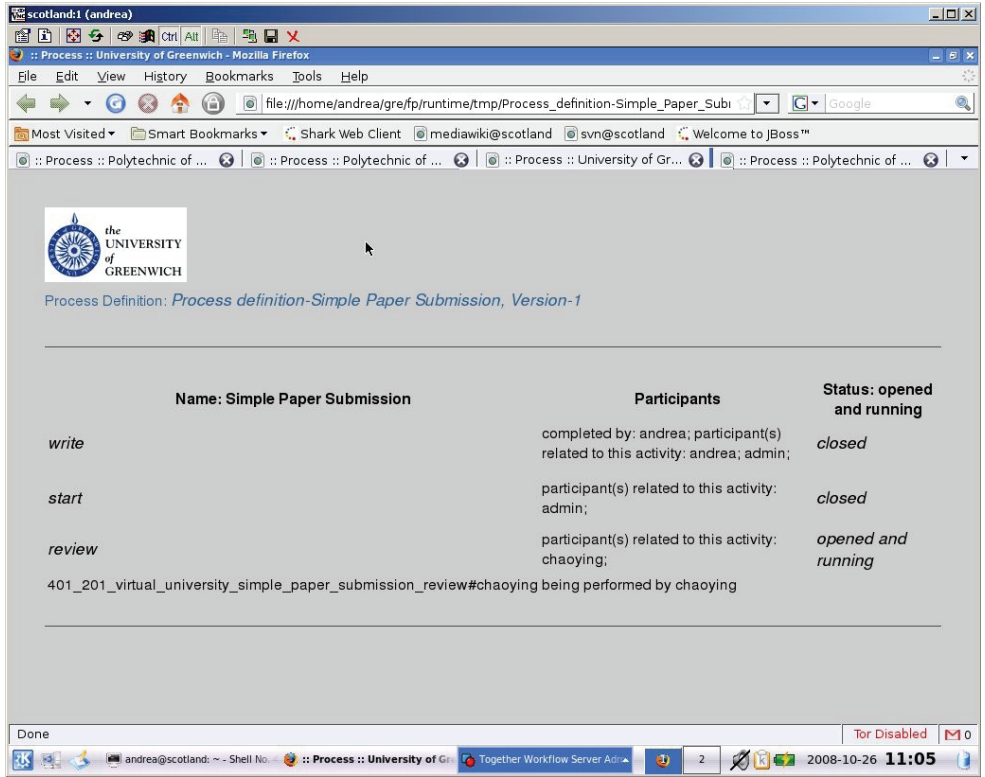 scotland:1 (andrea)
Ctrl Alt
:: Process :: University of Greenwich - Mozilla Firefox
File Edit View History Bookmarks Tools Help
file:///home/andrea/gre/fp/runtime/tmp/Process_definition-Simple_Paper_Subi
G Google
Most Visited Smart Bookmarks Shark Web Client mediawiki@scotland svn@scotland Welcome to JBoss™
:: Process :: Polytechnic of ... :: Process :: Polytechnic of ... :: Process :: University of Gr... :: Process :: Polytechnic of ...
the
UNIVERSITY
of
GREENWICH
Process Definition: Process definition-Simple Paper Submission, Version-1
Name: Simple Paper Submission Participants Status: opened and running
write completed by: andrea; participant(s) related to this activity: andrea; admin; closed
start participant(s) related to this activity: admin; closed
review participant(s) related to this activity: chaoying; opened and running
401_201_virtual_university_simple_paper_submission_review#chaoying being performed by chaoying
Done Tor Disabled 0
andrea@scotland: ~ - Shell No. :: Process :: University of Gr Together Workflow Server Adm 2 2008-10-26 11:05